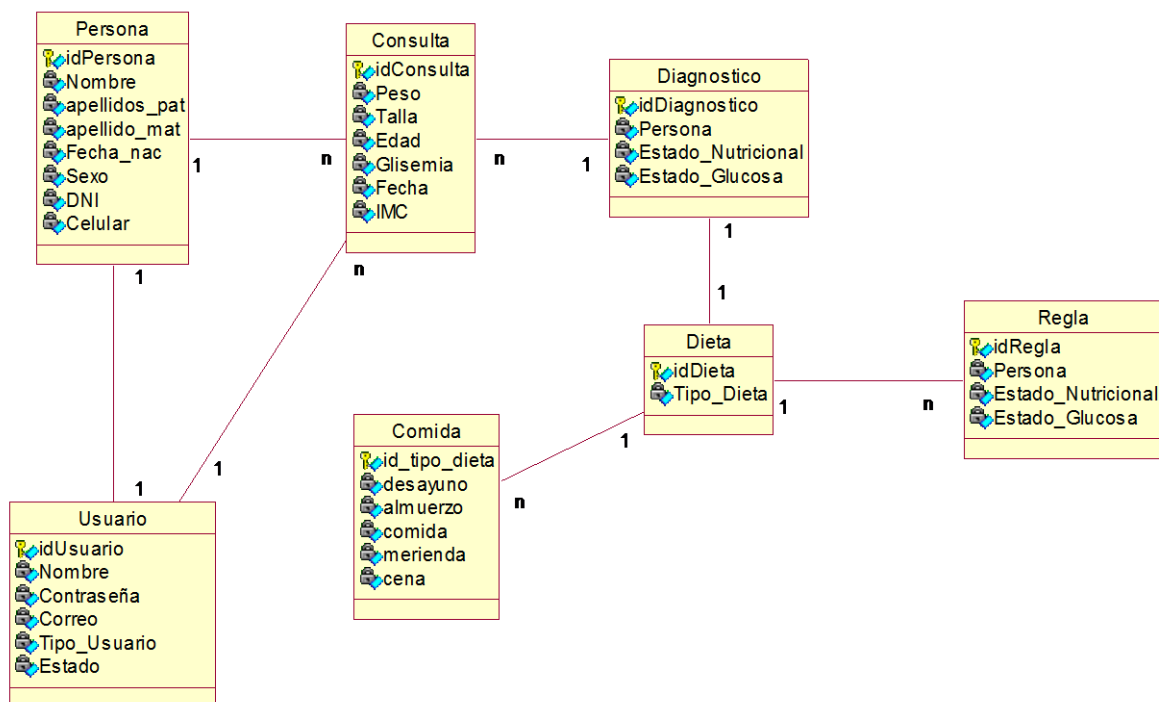 Persona
idPersona
Nombre
apellidos_pat
apellido_mat
Fecha_nac
Sexo
DNI
Celular
1
n
Consulta
idConsulta
Peso
Talla
Edad
Glisemia
Fecha
IMC
n
1
Diagnostico
idDiagnostico
Persona
Estado_Nutricional
Estado_Glucosa
1
1
n
1
1
1
Dieta
idDieta
Tipo_Dieta
1
n
Regla
idRegla
Persona
Estado_Nutricional
Estado_Glucosa
1
n
Comida
id_tipo_dieta
desayuno
almuerzo
comida
merienda
cena
1
Usuario
idUsuario
Nombre
Contraseña
Correo
Tipo_Usuario
Estado